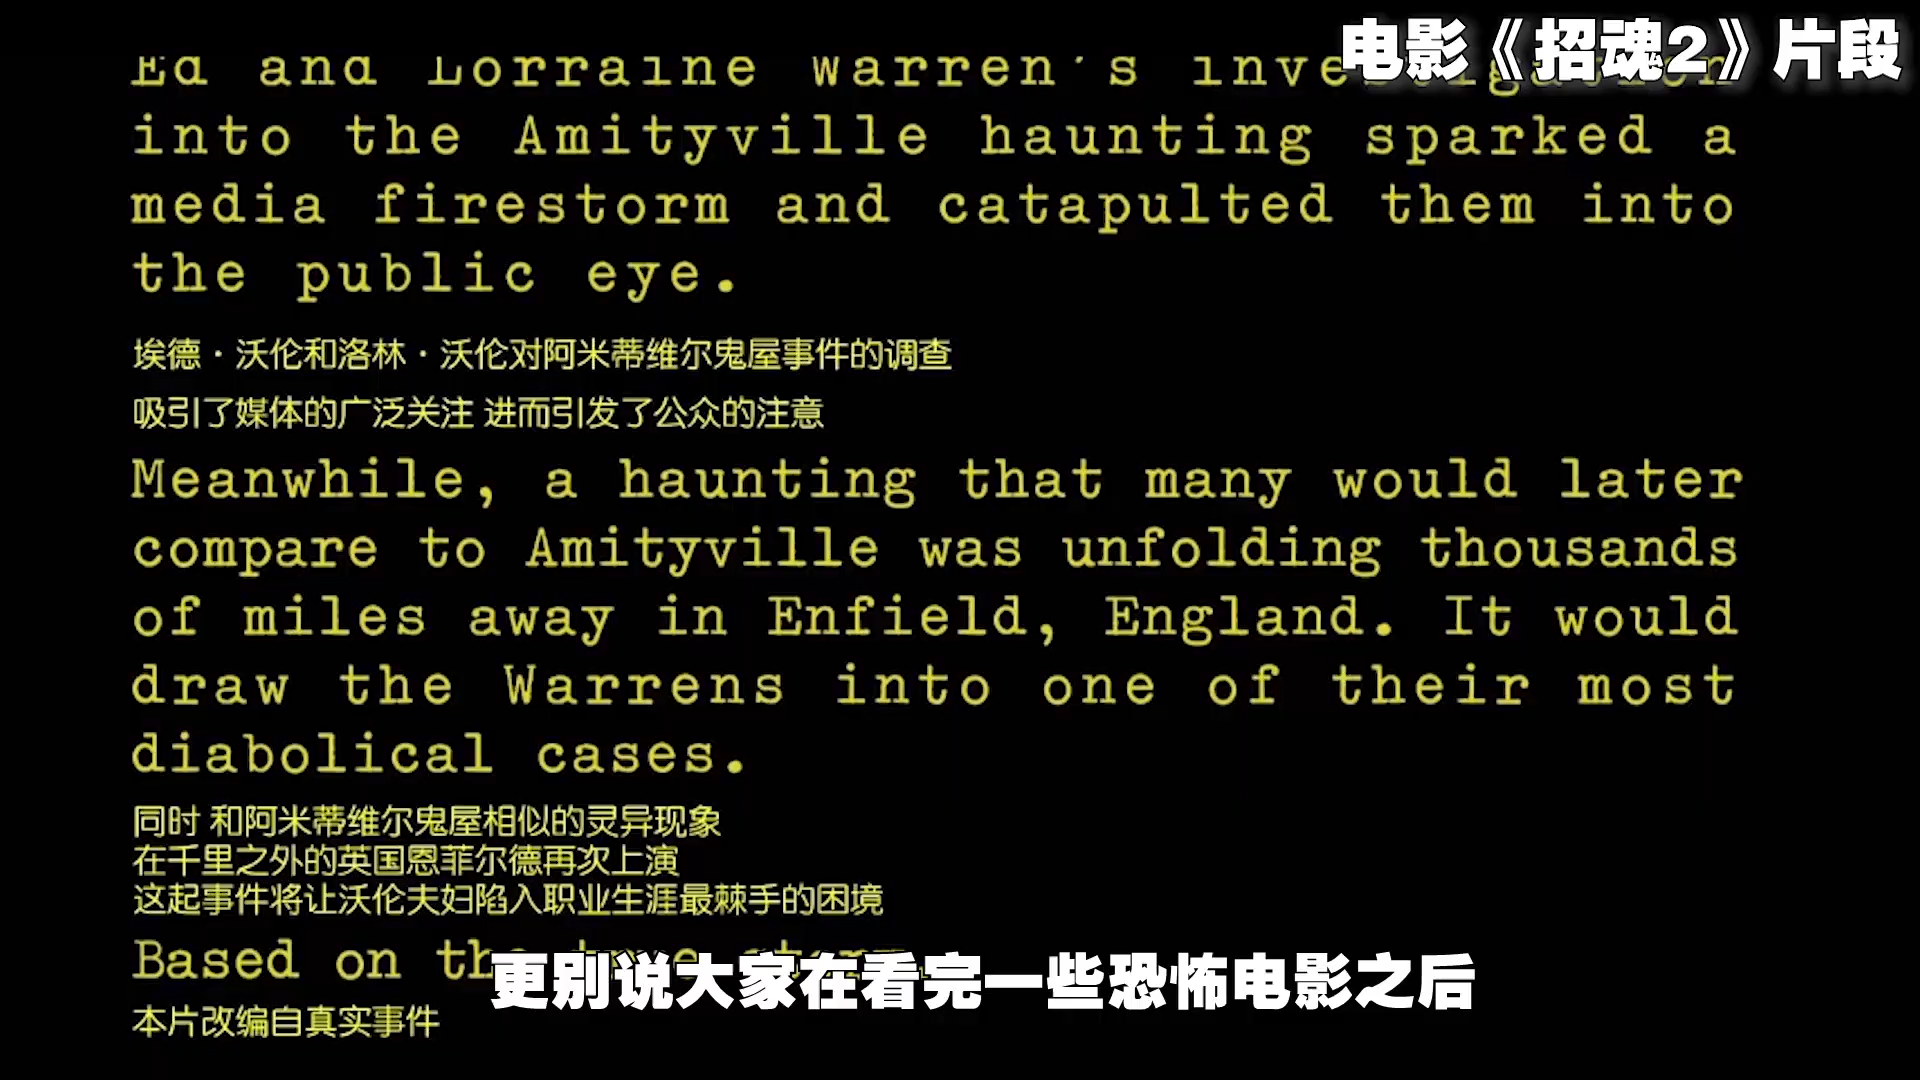 电影《招魂2》片段
Ed and Lorraine Warren's investigation
into the Amityville haunting sparked a
media firestorm and catapulted them into
the public eye.
埃德·沃伦和洛林·沃伦对阿米蒂维尔鬼屋事件的调查
吸引了媒体的广泛关注 进而引发了公众的注意
Meanwhile, a haunting that many would later
compare to Amityville was unfolding thousands
of miles away in Enfield, England. It would
draw the Warrens into one of their most
diabolical cases.
同时 和阿米蒂维尔鬼屋相似的灵异现象
在千里之外的英国恩菲尔德再次上演
这起事件将让沃伦夫妇陷入职业生涯最棘手的困境
Based on the
更别说大家在看完一些恐怖电影之后
本片改编自真实事件